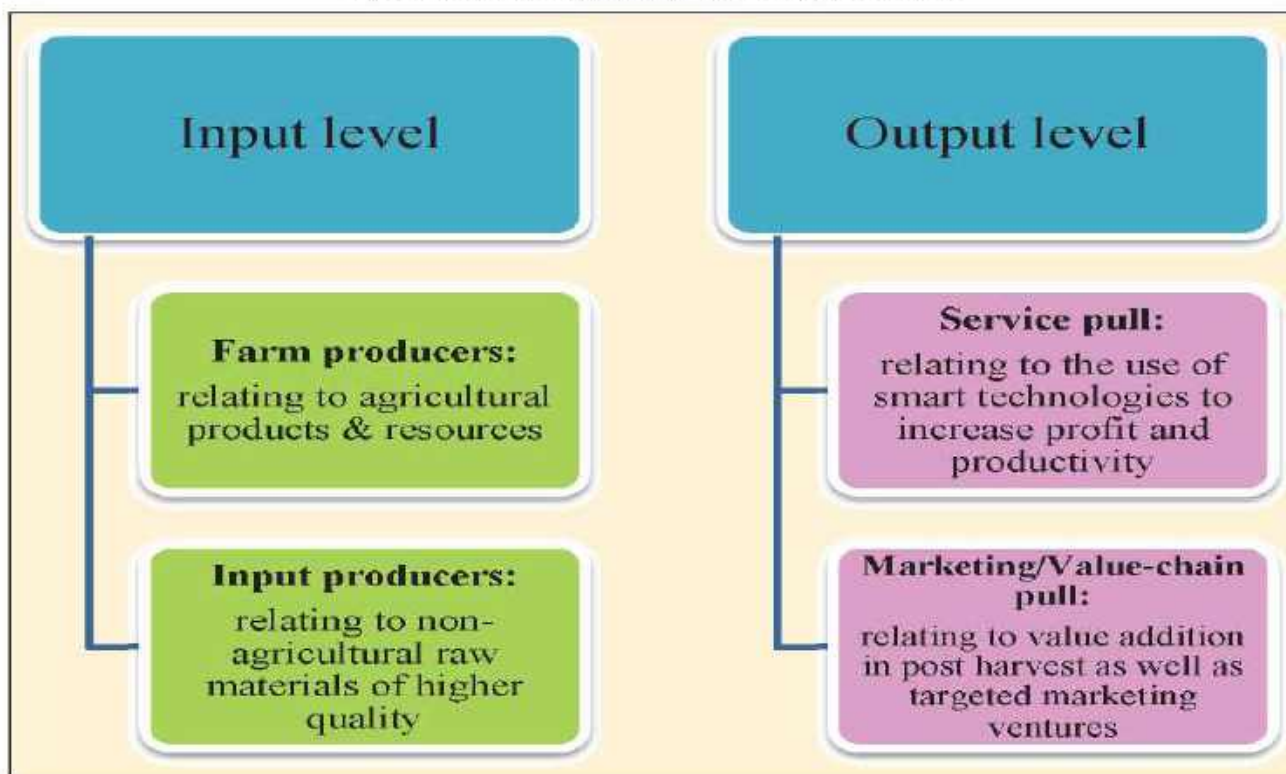 Input level
Farm producers:
relating to agricultural
products & resources
Input producers:
relating to non-
agricultural raw
materials of higher
quality
Output level
Service pull:
relating to the use of
smart technologies to
increase profit and
productivity
Marketing/Value-chain
pull:
relating to value addition
in post harvest as well as
targeted marketing
ventures